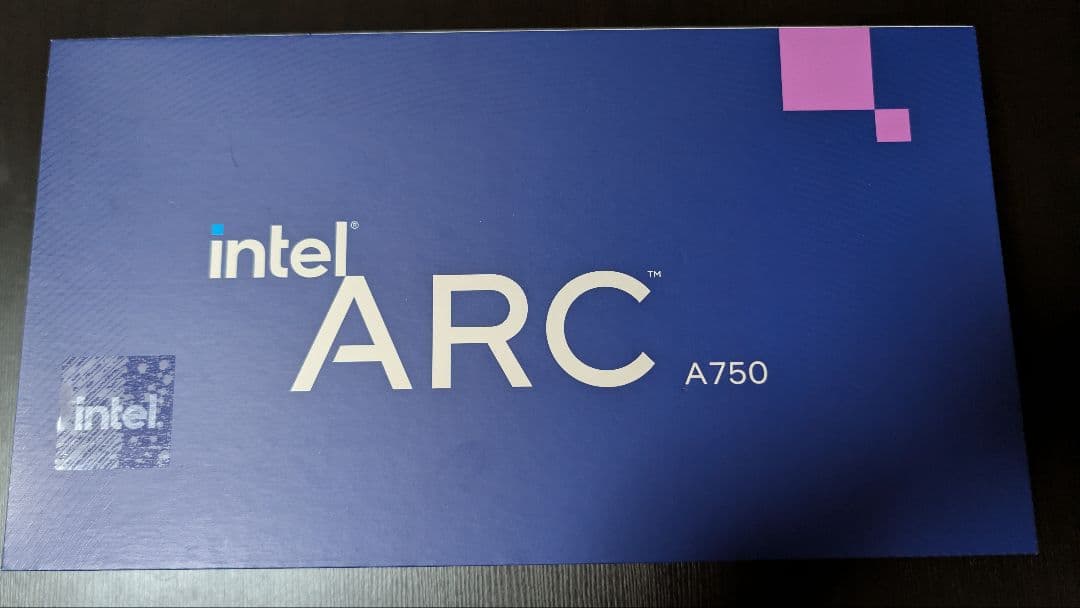 intel®
ARC™ A750
intel.